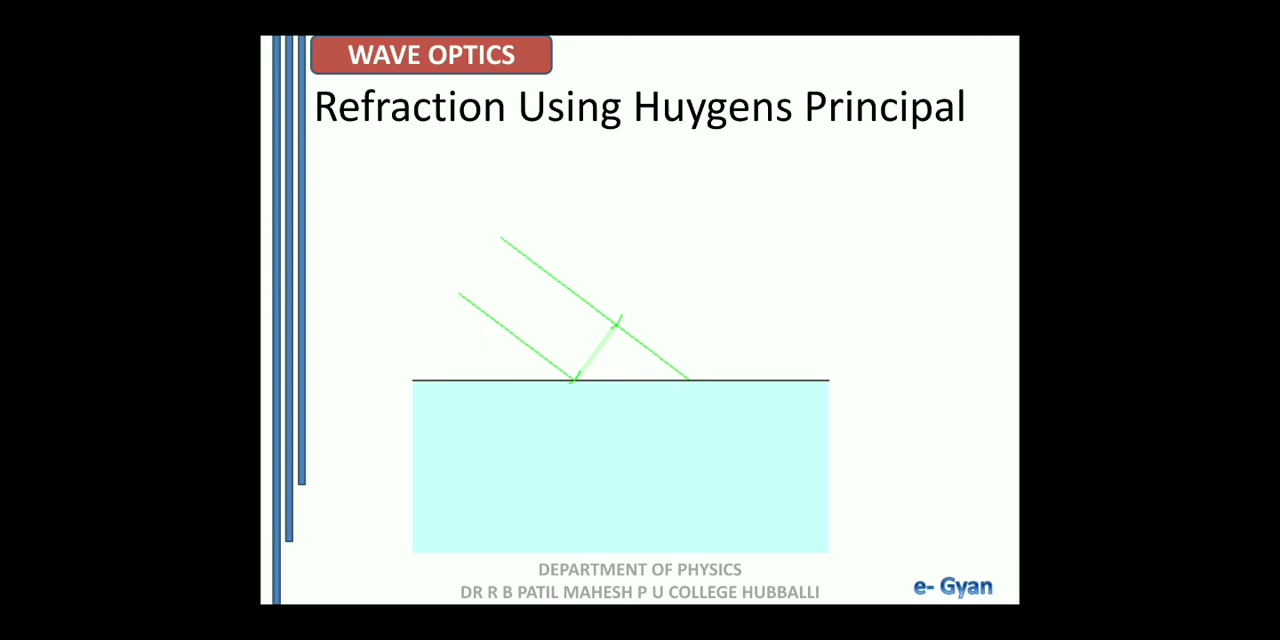 WAVE OPTICS
Refraction Using Huygens Principal
DEPARTMENT OF PHYSICS
DR R B PATIL MAHESH P U COLLEGE HUBBALLI
e- Gyan